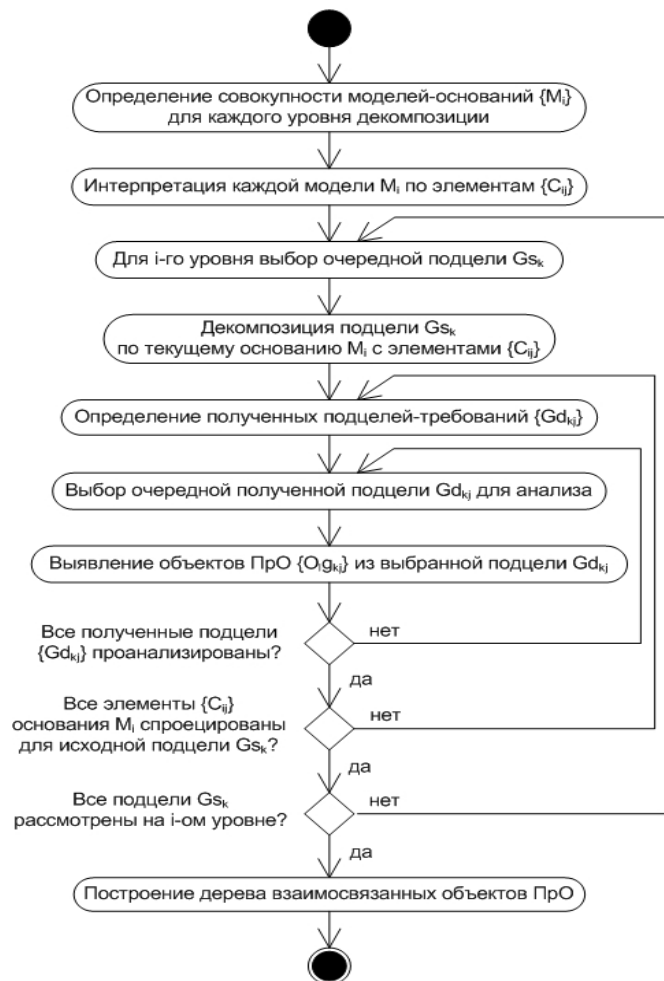 Определение совокупности моделей-оснований {Mᵢ}
для каждого уровня декомпозиции
Интерпретация каждой модели Mᵢ по элементам {Cᵢⱼ}
Для i-го уровня выбор очередной подцели Gsₖ
Декомпозиция подцели Gsₖ
по текущему основанию Mᵢ с элементами {Cᵢⱼ}
Определение полученных подцелей-требований {Gdₖⱼ}
Выбор очередной полученной подцели Gdₖⱼ для анализа
Выявление объектов ПрО {Oₗgₖⱼ} из выбранной подцели Gdₖⱼ
Все полученные подцели
{Gdₖⱼ} проанализированы?
нет
да
Все элементы {Cᵢⱼ}
основания Mᵢ спроецированы
для исходной подцели Gsₖ?
нет
да
Все подцели Gsₖ
рассмотрены на i-ом уровне?
нет
да
Построение дерева взаимосвязанных объектов ПрО